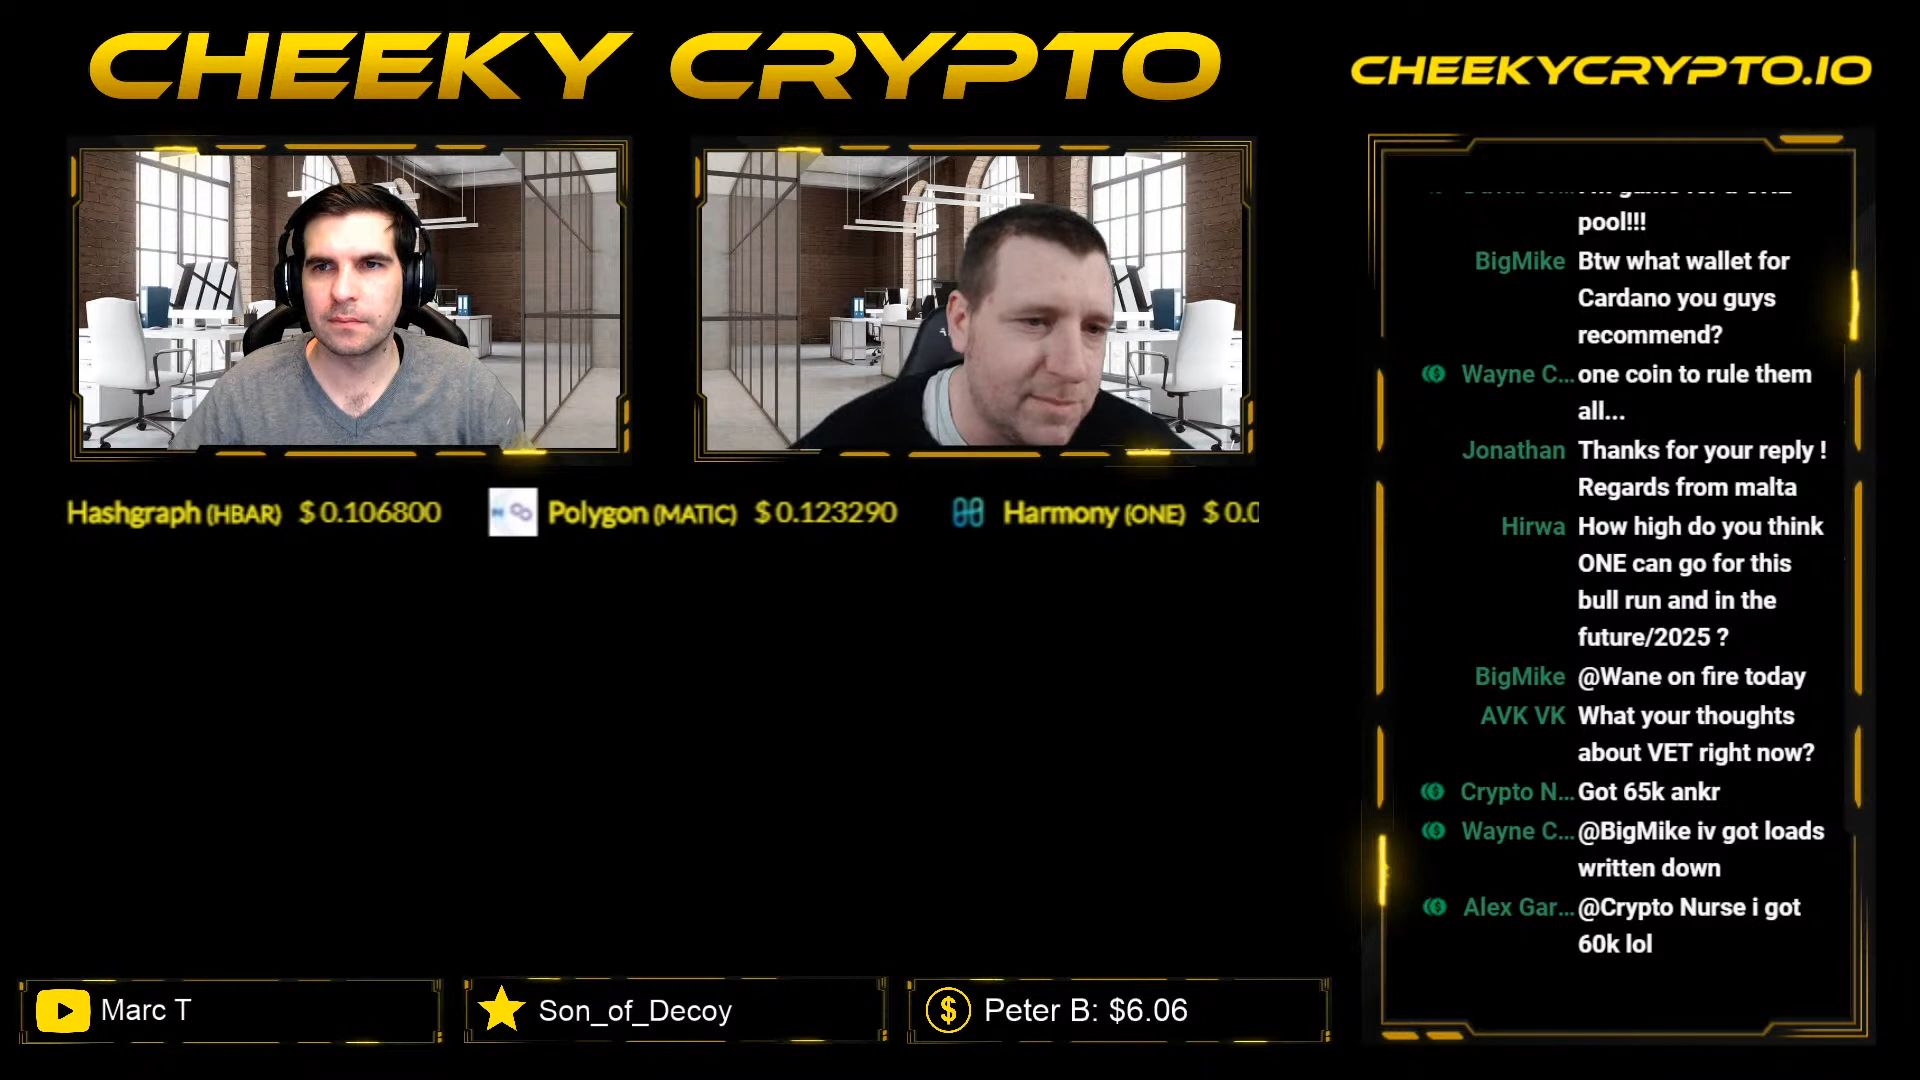 CHEEKY CRYPTO
CHEEKYCRYPTO.IO
Hashgraph (HBAR) $ 0.106800 Polygon (MATIC) $ 0.123290 Harmony (ONE) $ 0.0
pool!!!
BigMike Btw what wallet for
Cardano you guys
recommend?
Wayne C... one coin to rule them
all...
Jonathan Thanks for your reply !
Regards from malta
Hirwa How high do you think
ONE can go for this
bull run and in the
future/2025 ?
BigMike @Wane on fire today
AVK VK What your thoughts
about VET right now?
Crypto N... Got 65k ankr
Wayne C... @BigMike iv got loads
written down
Alex Gar... @Crypto Nurse i got
60k lol
Marc T
Son_of_Decoy
Peter B: $6.06